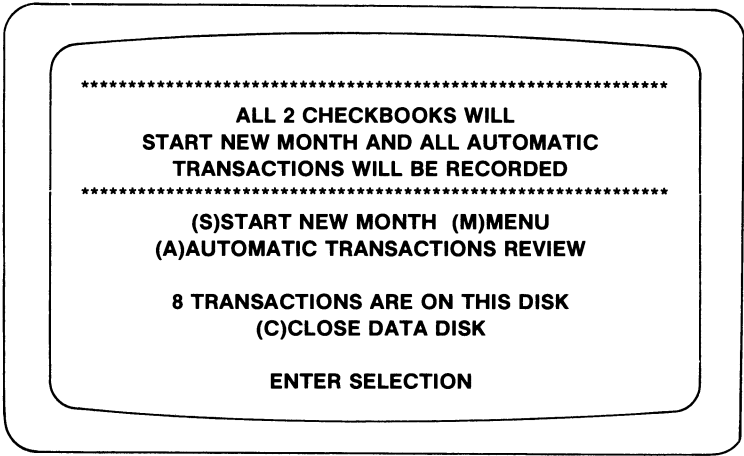 ******************************************************************
ALL 2 CHECKBOOKS WILL
START NEW MONTH AND ALL AUTOMATIC
TRANSACTIONS WILL BE RECORDED
******************************************************************
(S)START NEW MONTH (M)MENU
(A)AUTOMATIC TRANSACTIONS REVIEW
8 TRANSACTIONS ARE ON THIS DISK
(C)CLOSE DATA DISK
ENTER SELECTION